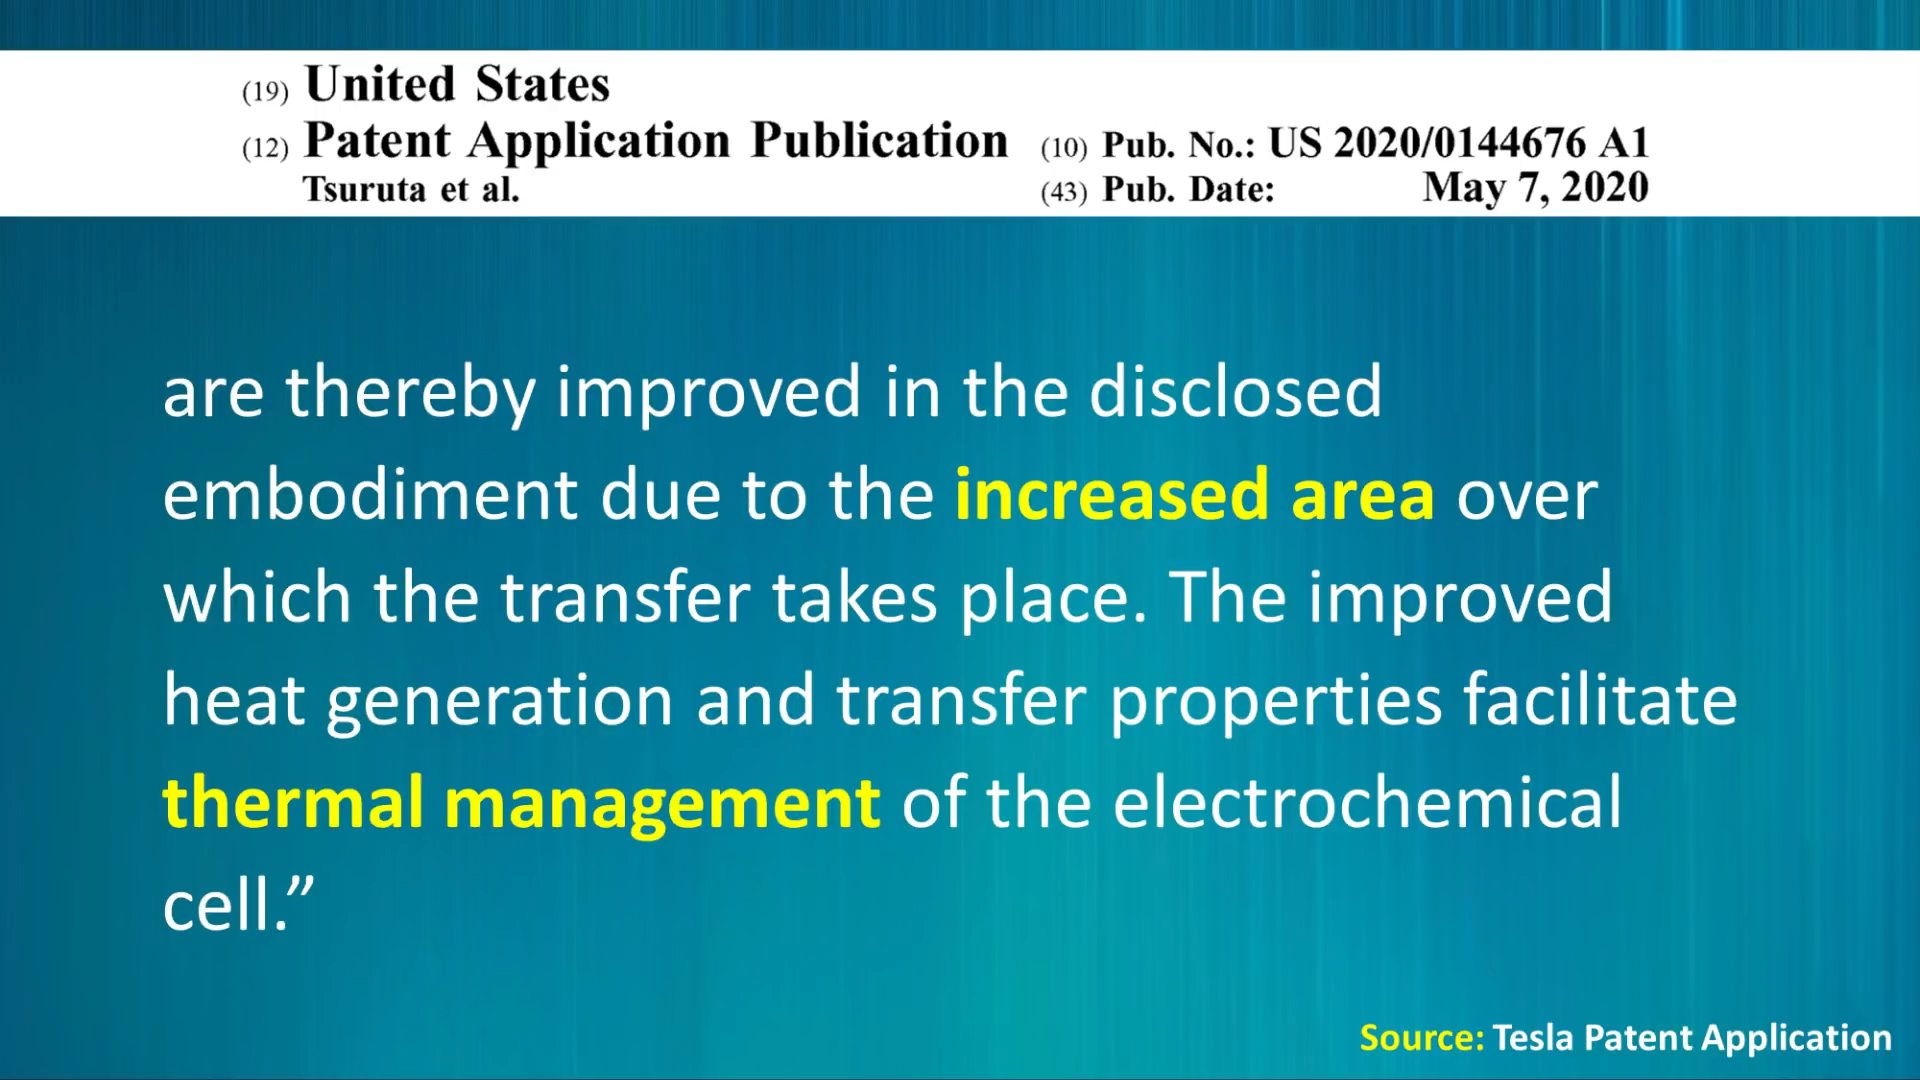 (19) United States
(12) Patent Application Publication (10) Pub. No.: US 2020/0144676 A1
Tsuruta et al. (43) Pub. Date: May 7, 2020
are thereby improved in the disclosed
embodiment due to the increased area over
which the transfer takes place. The improved
heat generation and transfer properties facilitate
thermal management of the electrochemical
cell.”
Source: Tesla Patent Application